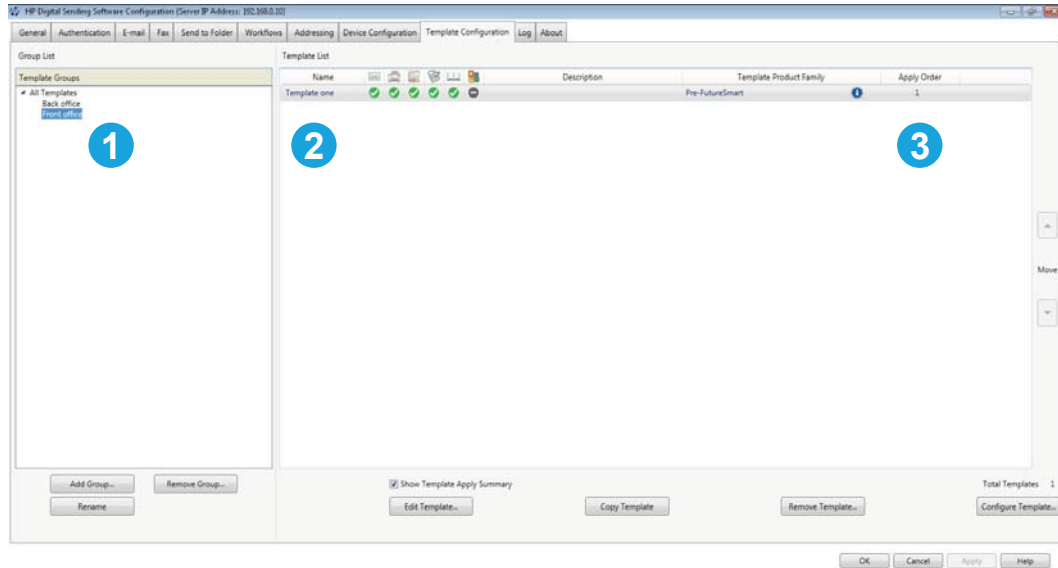 HP Digital Sending Software Configuration (Server IP Address: 192.168.0.10)
General Authentication E-mail Fax Send to Folder Workflows Addressing Device Configuration Template Configuration Log About
Group List Template List
Template Groups Name Description Template Product Family Apply Order
All Templates Template one Pre-FutureSmart 1
Back office
Front office
1 2 3
Move
Add Group... Remove Group... Show Template Apply Summary Total Templates 1
Rename Edit Template... Copy Template Remove Template... Configure Template...
OK Cancel Apply Help